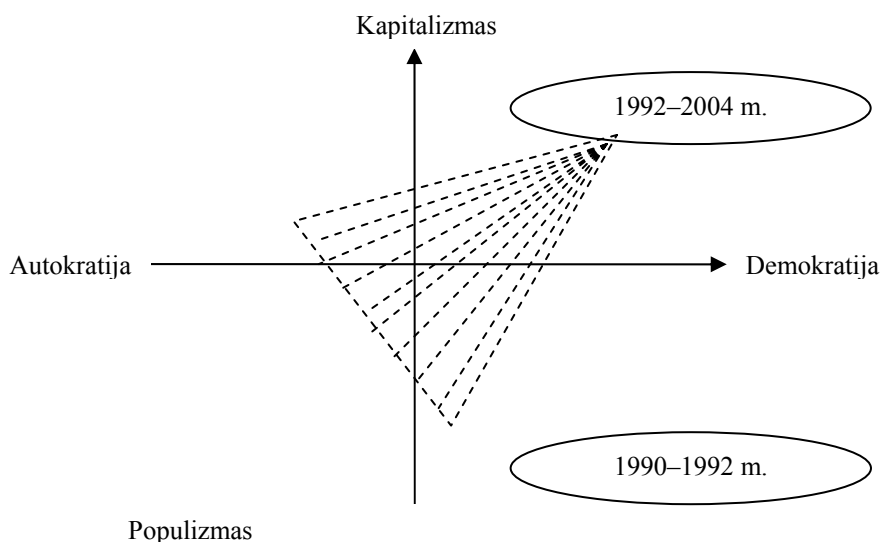 Kapitalizmas
1992–2004 m.
Autokratija
Demokratija
1990–1992 m.
Populizmas